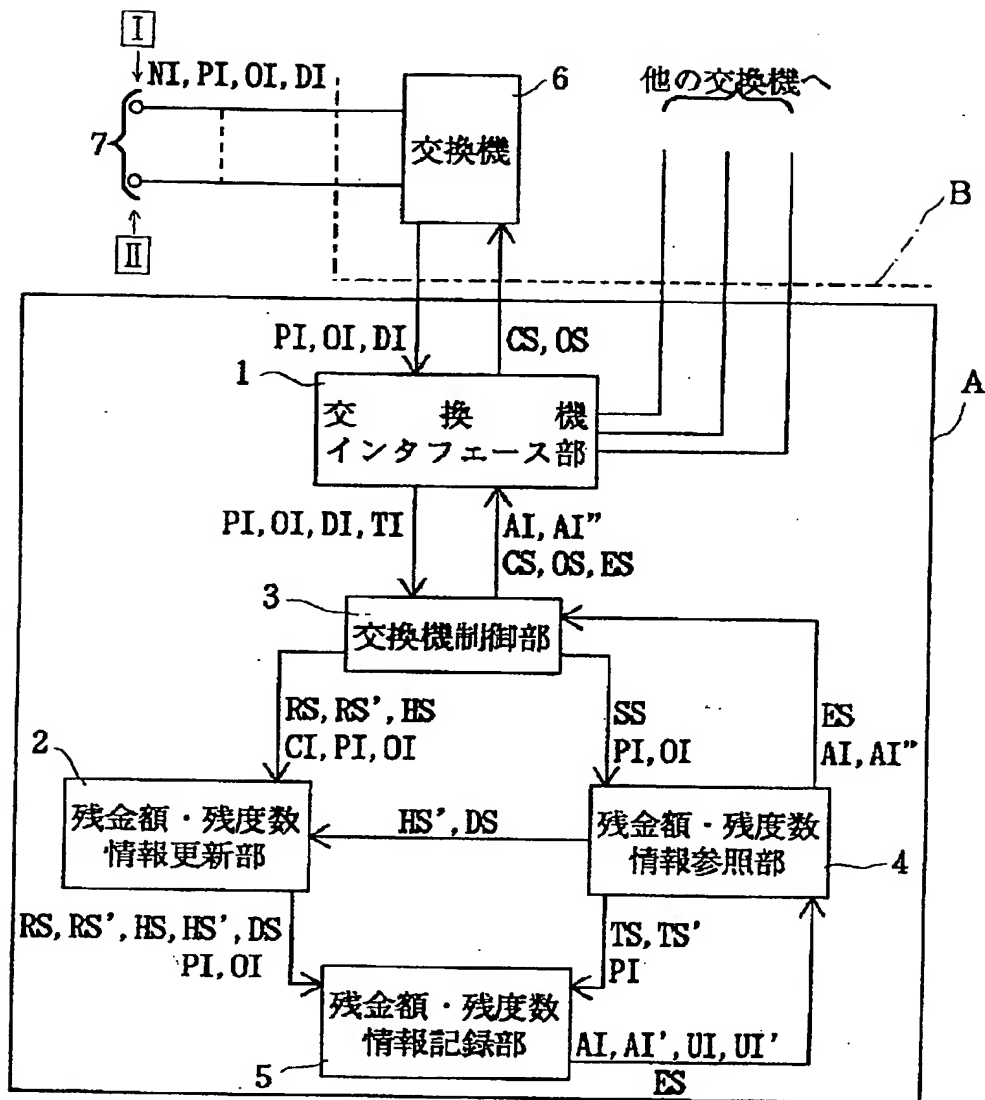 I
NI, PI, OI, DI
7
II
6
交換機
他の交換機へ
B
PI, OI, DI
CS, OS
1
交換機
インタフェース部
A
PI, OI, DI, TI
AI, AI”
CS, OS, ES
3
交換機制御部
RS, RS’, HS
CI, PI, OI
SS
PI, OI
ES
AI, AI”
2
残金額・残度数
情報更新部
HS’, DS
残金額・残度数
情報参照部
4
RS, RS’, HS, HS’, DS
PI, OI
TS, TS’
PI
残金額・残度数
情報記録部
5
AI, AI’, UI, UI’
ES